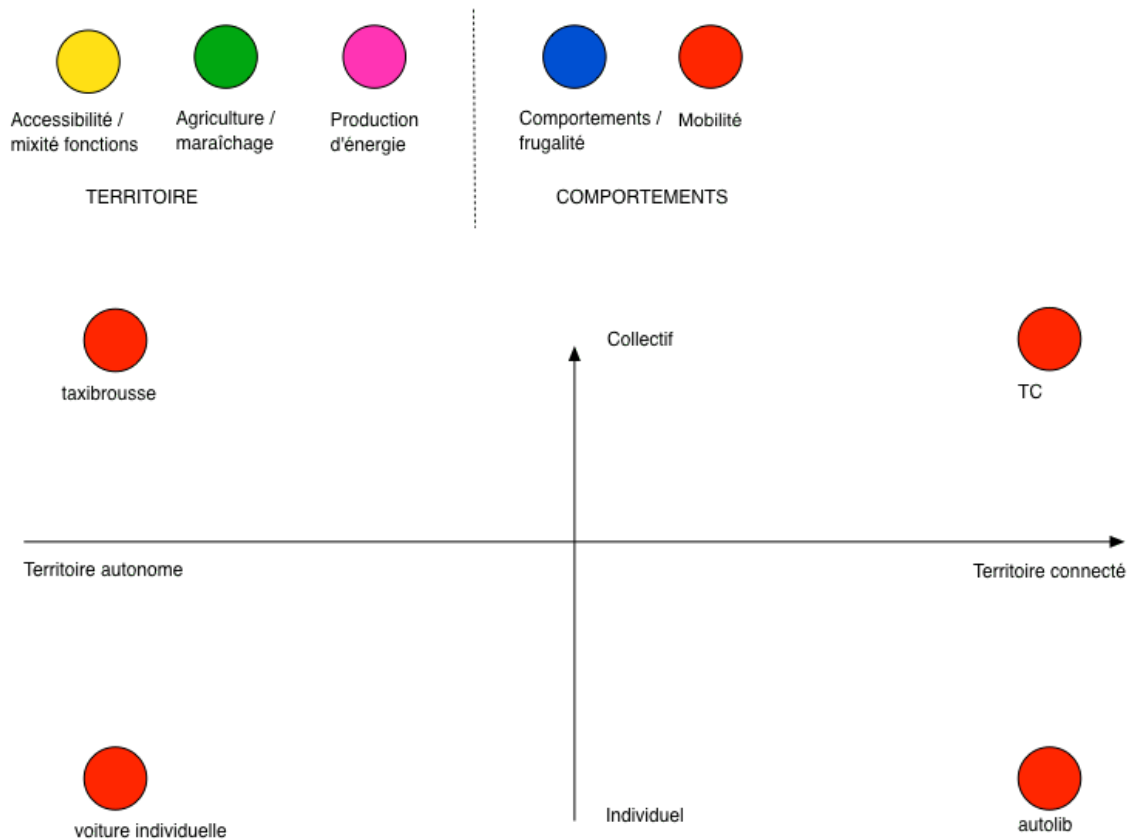 Accessibilité /
mixité fonctions
Agriculture /
maraîchage
Production
d'énergie
Comportements /
frugalité
Mobilité
TERRITOIRE
COMPORTEMENTS
Collectif
taxibrousse
TC
Territoire autonome
Territoire connecté
Individuel
voiture individuelle
autolib